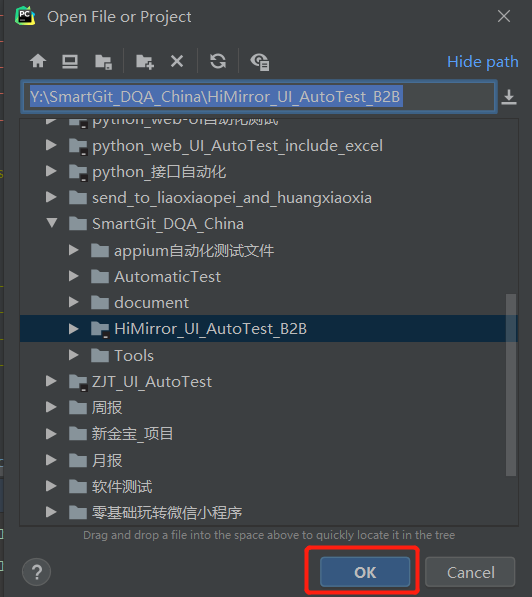 Open File or Project
Hide path
Y:\SmartGit_DQA_China\HiMirror_UI_AutoTest_B2B
python_web-UI自动化测试
python_web_UI_AutoTest_include_excel
python_接口自动化
send_to_liaoxiaopei_and_huangxiaoxia
SmartGit_DQA_China
appium自动化测试文件
AutomaticTest
document
HiMirror_UI_AutoTest_B2B
Tools
ZJT_UI_AutoTest
周报
新金宝_项目
月报
软件测试
零基础玩转微信小程序
Drag and drop a file into the space above to quickly locate it in the tree
?
OK
Cancel